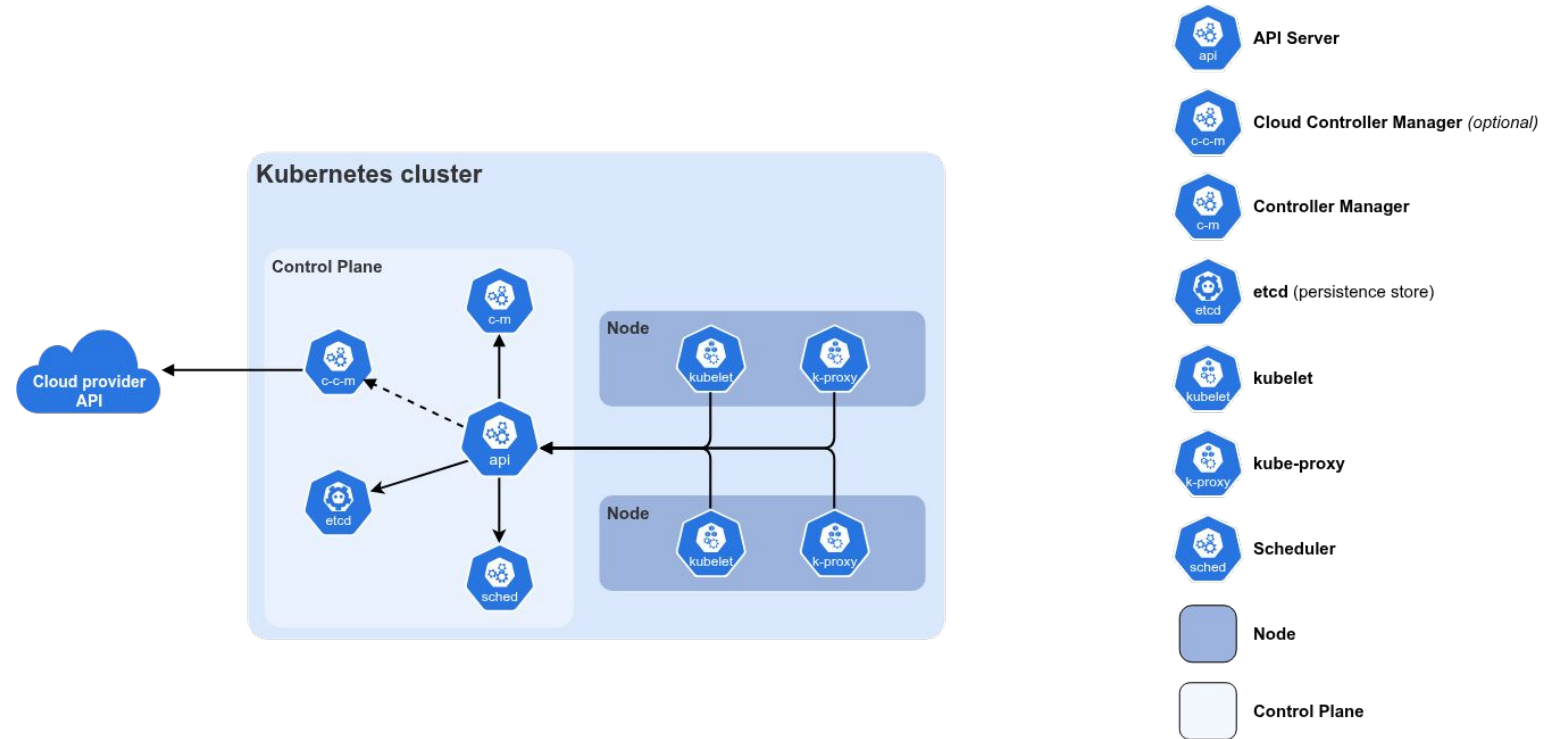 Kubernetes cluster
Control Plane
c-m
c-c-m
api
etcd
sched
Cloud provider
API
Node
kubelet
k-proxy
Node
kubelet
k-proxy
api
API Server
c-c-m
Cloud Controller Manager (optional)
c-m
Controller Manager
etcd
etcd (persistence store)
kubelet
kubelet
k-proxy
kube-proxy
sched
Scheduler
Node
Control Plane